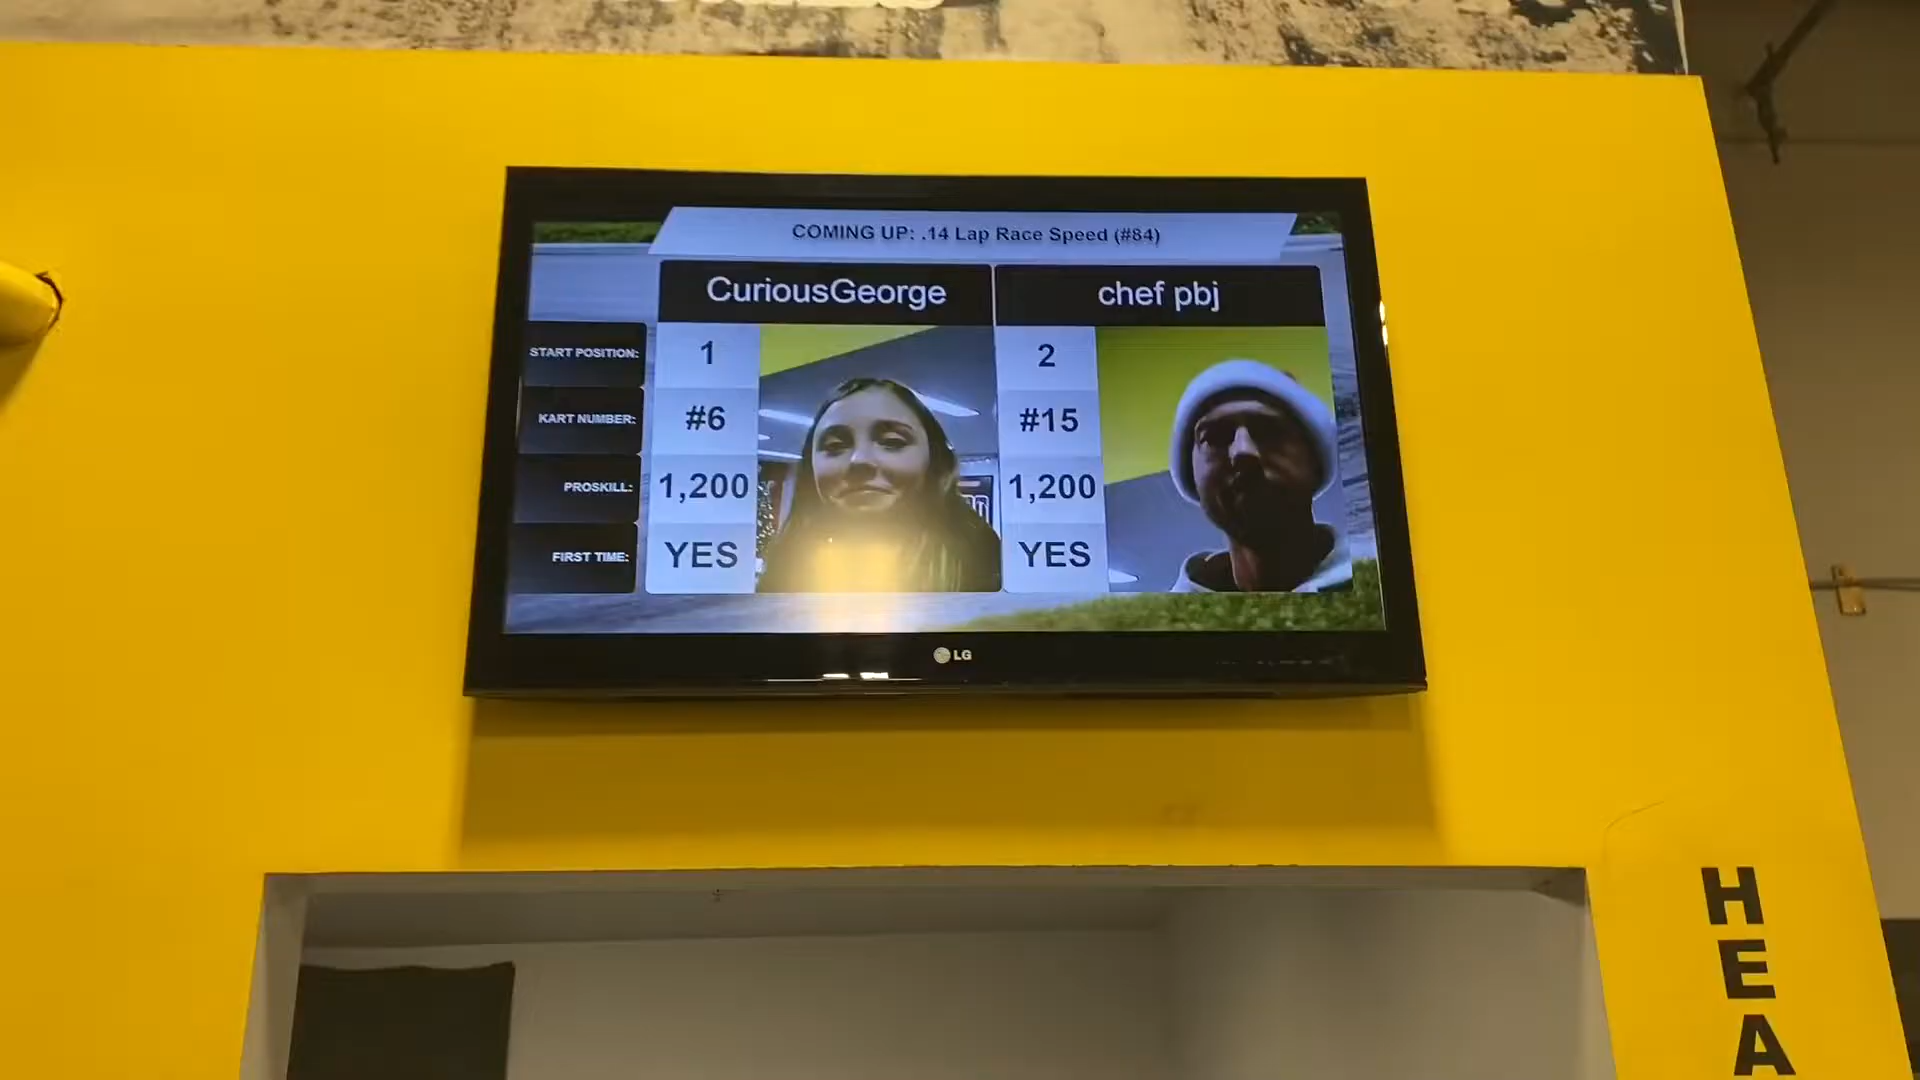 COMING UP: .14 Lap Race Speed (#84)
CuriousGeorge chef pbj
START POSITION: 1 2
KART NUMBER: #6 #15
PROSKILL: 1,200 1,200
FIRST TIME: YES YES
LG
HEA